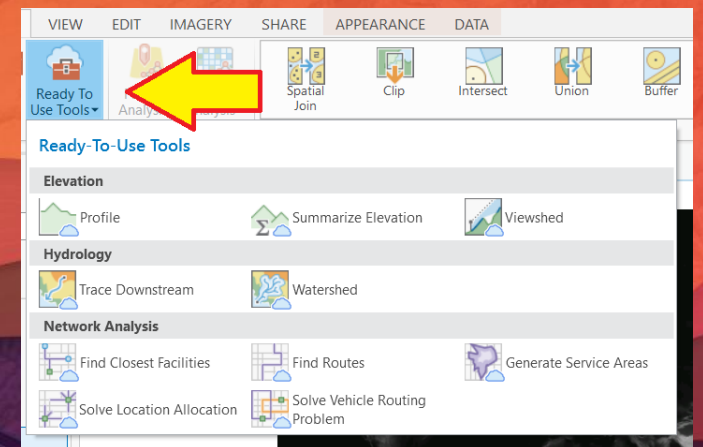 VIEW EDIT IMAGERY SHARE APPEARANCE DATA
Ready To
Use Tools
Spatial
Join
Clip
Intersect
Union
Buffer
Ready-To-Use Tools
Elevation
Profile
Summarize Elevation
Viewshed
Hydrology
Trace Downstream
Watershed
Network Analysis
Find Closest Facilities
Find Routes
Generate Service Areas
Solve Location Allocation
Solve Vehicle Routing
Problem